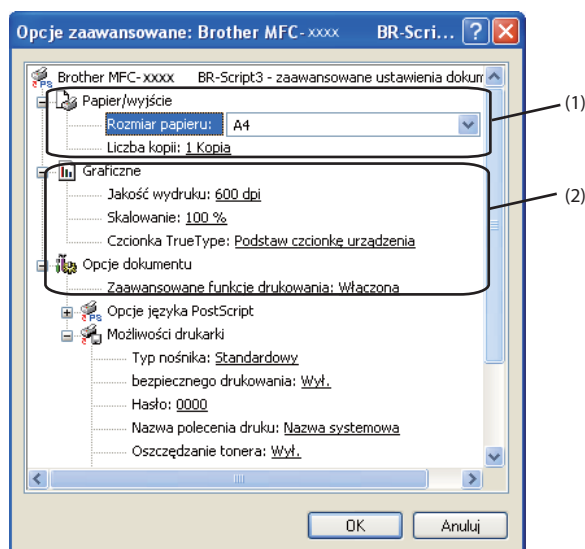 Opcje zaawansowane: Brother MFC-xxxx BR-Scri...
Brother MFC-xxxx BR-Script3 - zaawansowane ustawienia dokum
Papier/wyjście
Rozmiar papieru: A4
Liczba kopii: 1 Kopia
(1)
Graficzne
Jakość wydruku: 600 dpi
(2)
Skalowanie: 100 %
Czcionka TrueType: Podstaw czcionkę urządzenia
Opcje dokumentu
Zaawansowane funkcje drukowania: Włączona
Opcje języka PostScript
Możliwości drukarki
Typ nośnika: Standardowy
bezpiecznego drukowania: Wył.
Hasło: 0000
Nazwa polecenia druku: Nazwa systemowa
Oszczędzanie tonera: Wył.
OK Anuluj